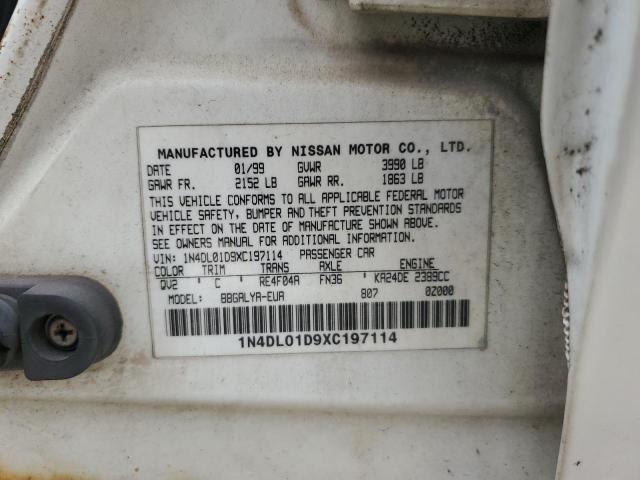 MANUFACTURED BY NISSAN MOTOR CO., LTD.
DATE 01/99 GVWR 3990 LB
GAWR FR. 2152 LB GAWR RR. 1863 LB
THIS VEHICLE CONFORMS TO ALL APPLICABLE FEDERAL MOTOR
VEHICLE SAFETY, BUMPER AND THEFT PREVENTION STANDARDS
IN EFFECT ON THE DATE OF MANUFACTURE SHOWN ABOVE.
SEE OWNERS MANUAL FOR ADDITIONAL INFORMATION.
VIN: 1N4DL01D9XC197114 PASSENGER CAR
COLOR TRIM TRANS AXLE ENGINE
QV2 C RE4F04A FN36 KA24DE 2389CC
MODEL: BBGALYA-EUA 807 02000
1N4DL01D9XC197114